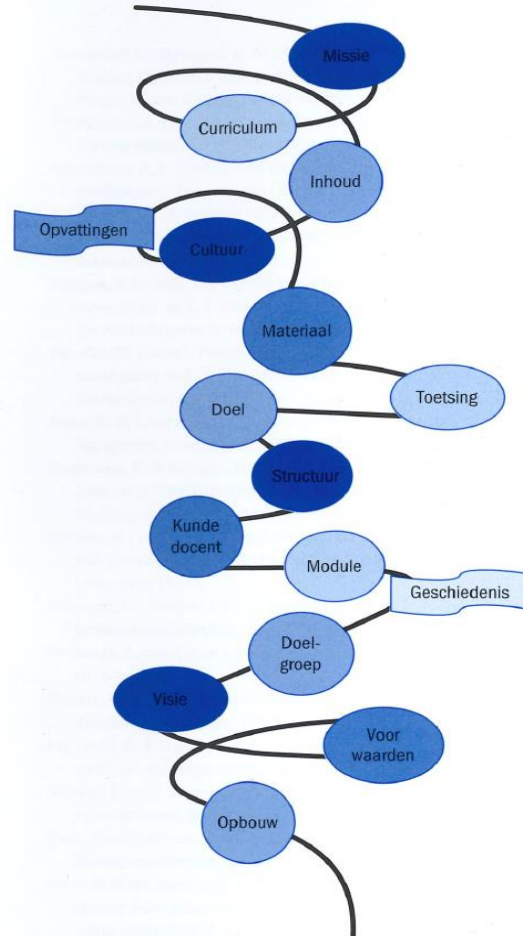 Missie
Curriculum
Inhoud
Opvattingen
Cultuur
Materiaal
Toetsing
Doel
Structuur
Kunde
docent
Module
Geschiedenis
Doel-
groep
Visie
Voor
waarden
Opbouw